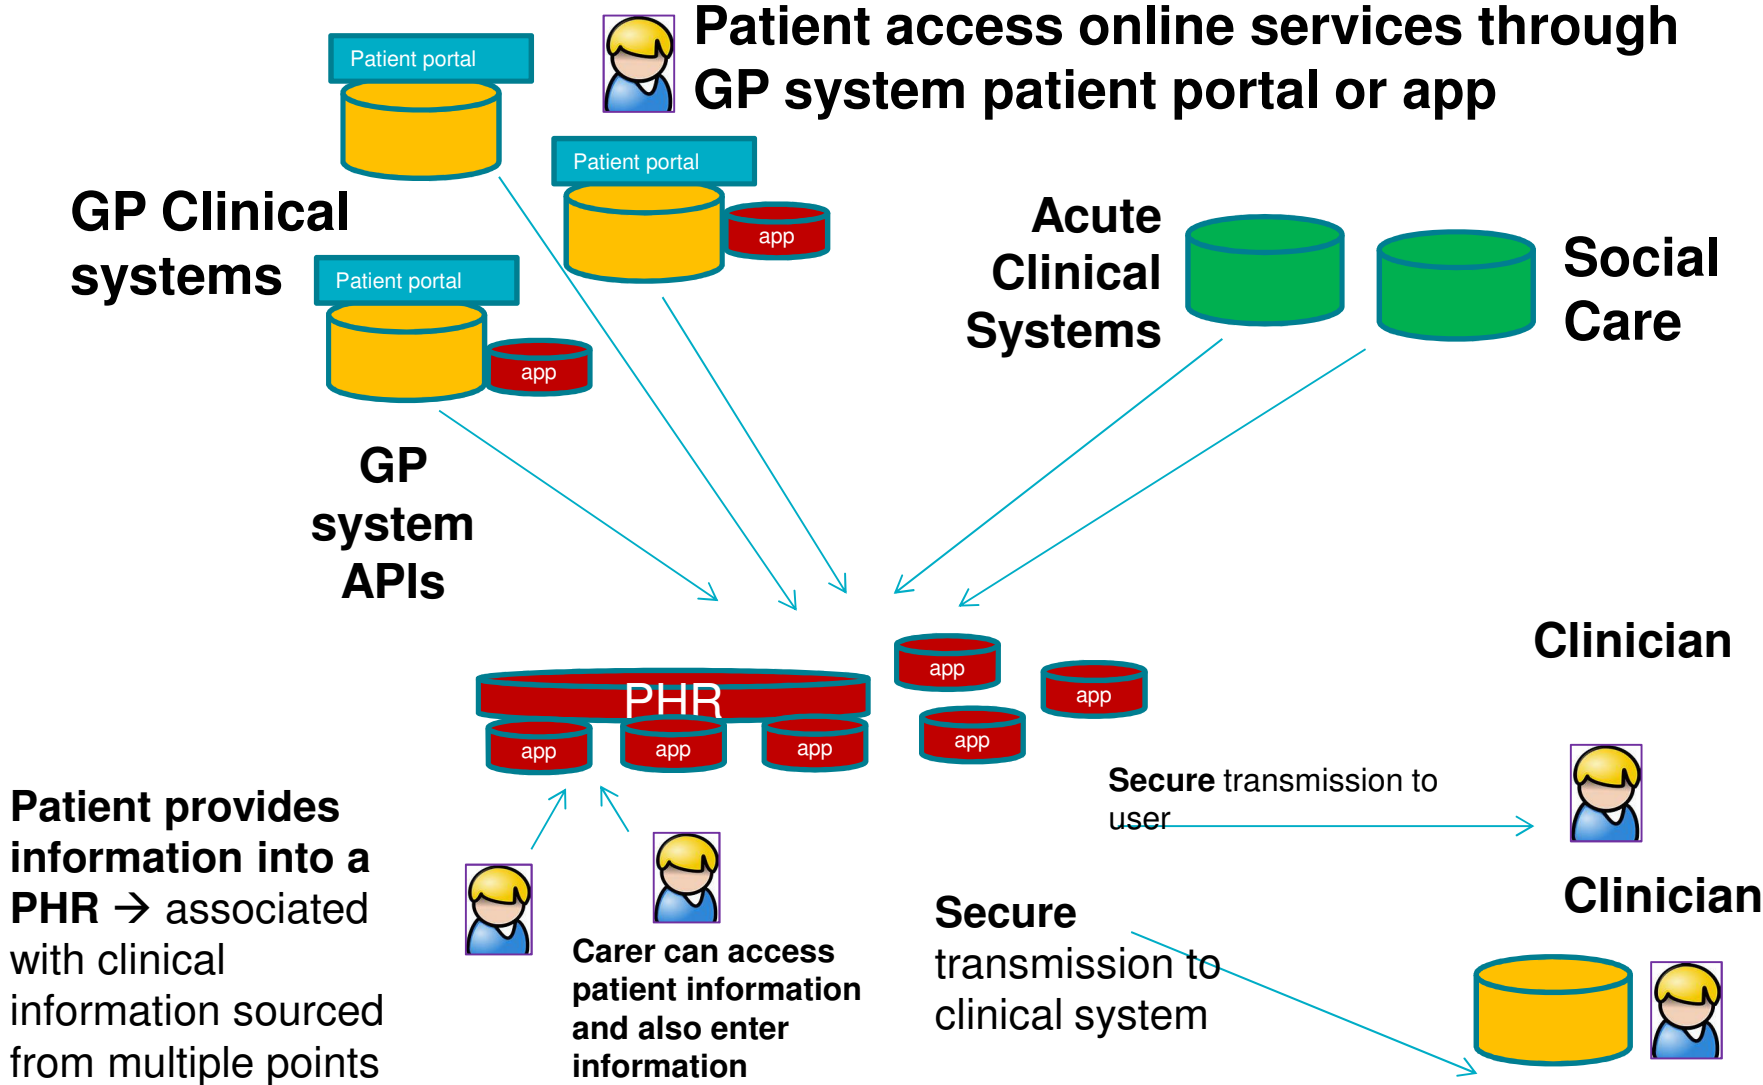 Patient access online services through
GP system patient portal or app
Patient portal
Patient portal
app
GP Clinical
systems
Patient portal
app
Acute
Clinical
Systems
Social
Care
GP
system
APIs
PHR
app
app
app
app
app
app
Clinician
Secure transmission to
user
Patient provides
information into a
PHR → associated
with clinical
information sourced
from multiple points
Carer can access
patient information
and also enter
information
Secure
transmission to
clinical system
Clinician